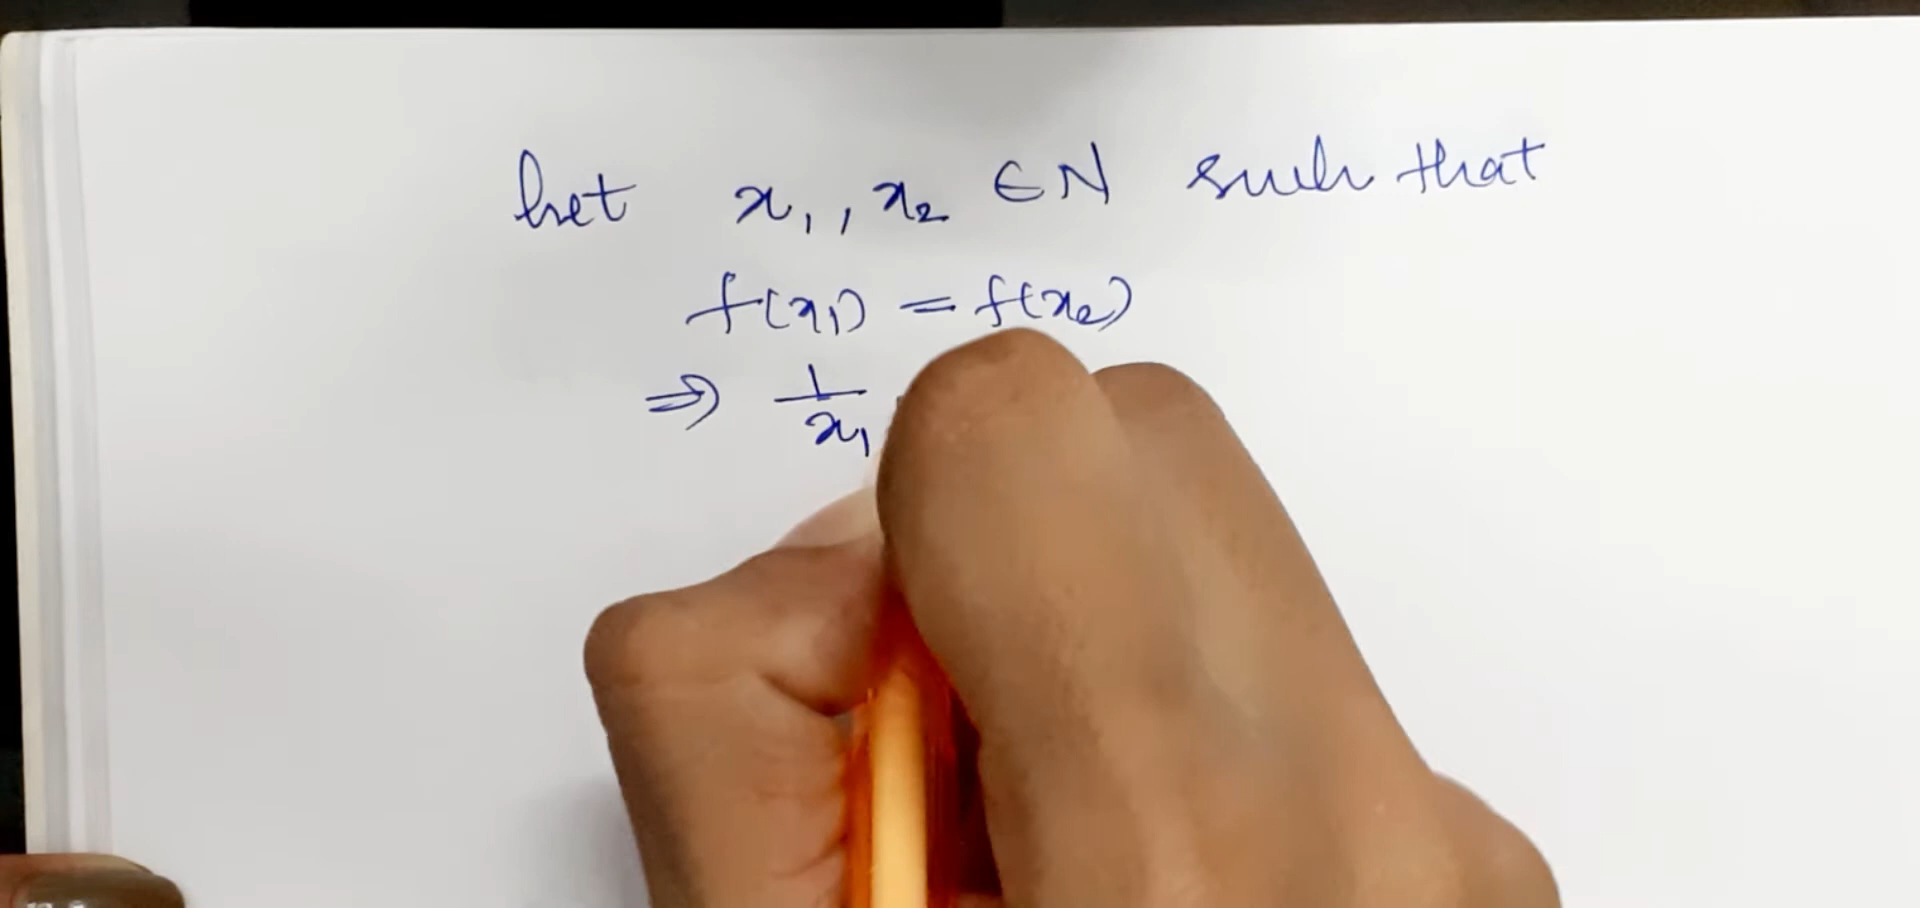 Let x₁, x₂ ∈ N such that
f(x₁) = f(x₂)
⇒ 1/x₁